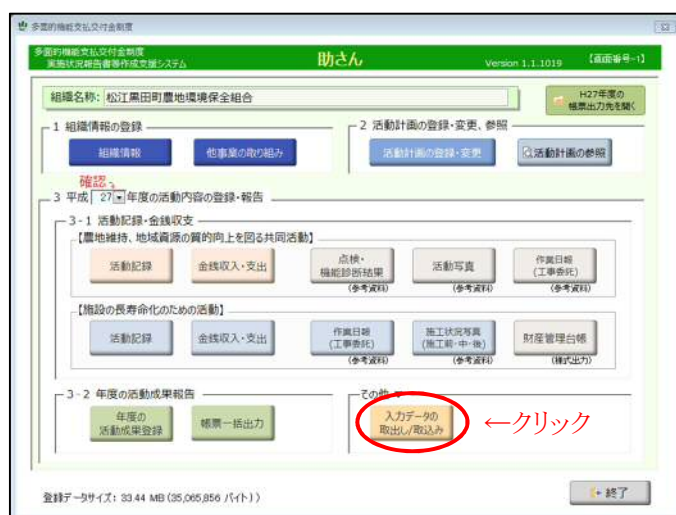 多面的機能支払交付金制度
多面的機能支払交付金制度
実施状況報告書等作成支援システム
助さん
Version 1.1.1019
【画面番号-1】
組織名称: 松江黒田町農地環境保全組合
H27年度の
帳票出力先を開く
1 組織情報の登録
組織情報
他事業の取り組み
2 活動計画の登録・変更、参照
活動計画の登録・変更
活動計画の参照
確認
3 平成 27 年度の活動内容の登録・報告
3-1 活動記録・金銭収支
【農地維持、地域資源の質的向上を図る共同活動】
活動記録
金銭収入・支出
点検・
機能診断結果
(参考資料)
活動写真
(参考資料)
作業日報
(工事委託)
(参考資料)
【施設の長寿命化のための活動】
活動記録
金銭収入・支出
作業日報
(工事委託)
(参考資料)
施工状況写真
(施工前・中・後)
(参考資料)
財産管理台帳
(様式出力)
3-2 年度の活動成果報告
年度の
活動成果登録
帳票一括出力
その他
入力データの
取出し/取込み
←クリック
登録データサイズ: 33.44 MB (35,065,856 バイト))
終了